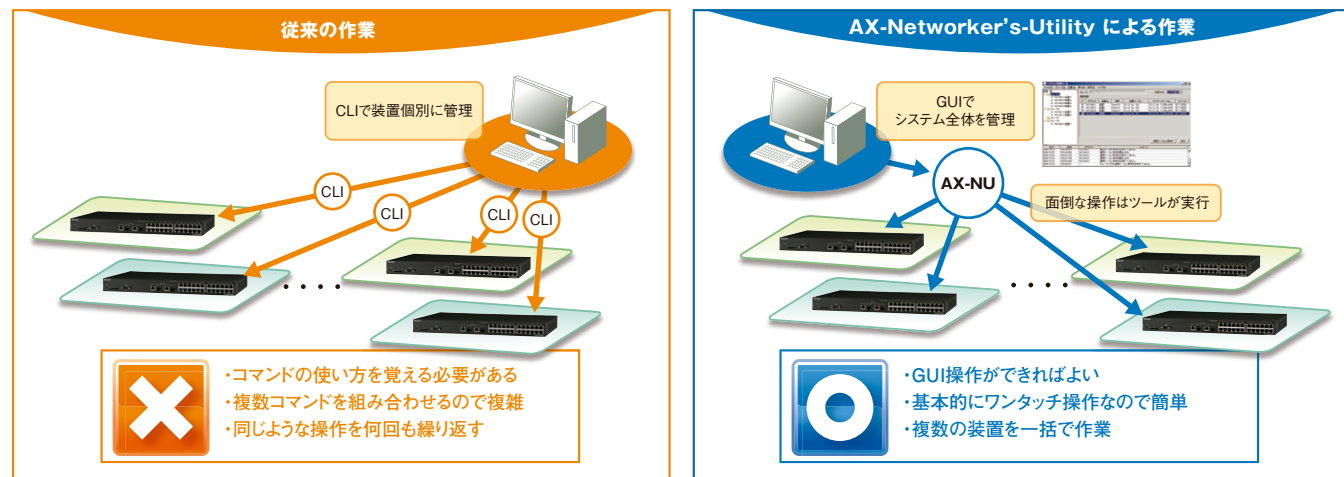 従来の作業
CLIで装置個別に管理
CLI
CLI
CLI
CLI
・コマンドの使い方を覚える必要がある
・複数コマンドを組み合わせるので複雑
・同じような操作を何回も繰り返す
AX-Networker's-Utility による作業
GUIで
システム全体を管理
AX-NU
面倒な操作はツールが実行
・GUI操作ができればよい
・基本的にワンタッチ操作なので簡単
・複数の装置を一括で作業